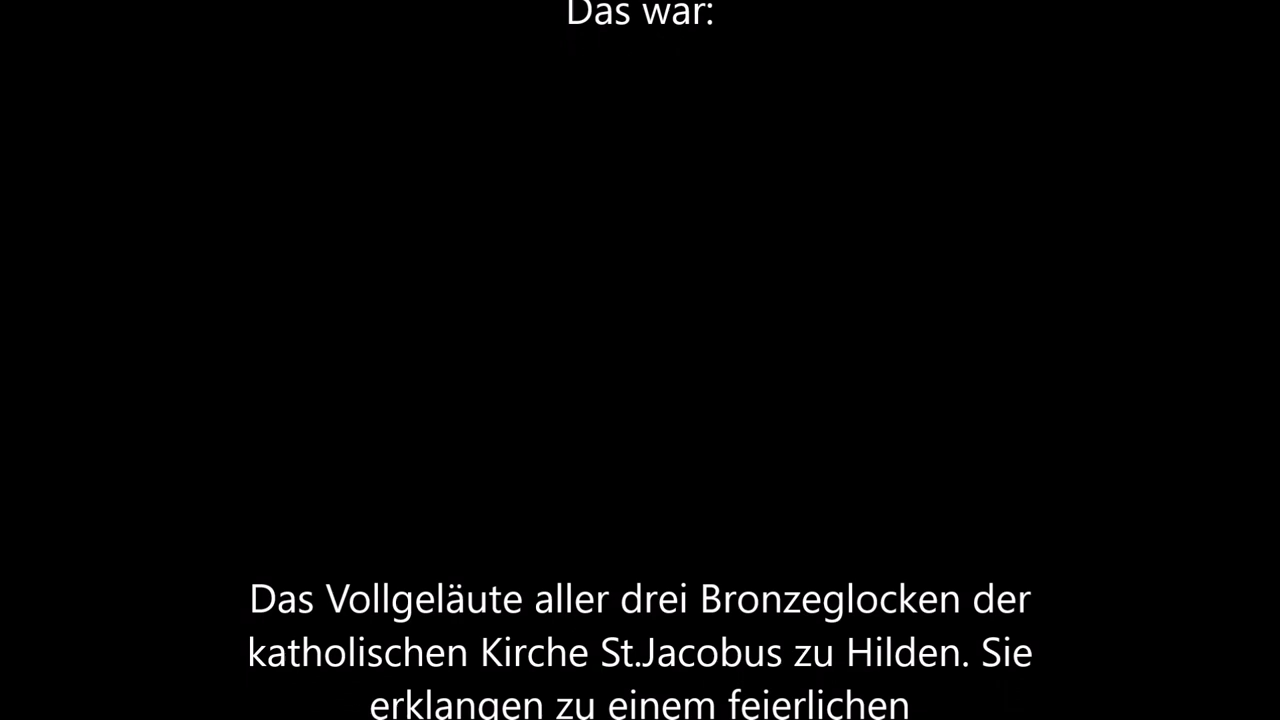 Das war:
Das Vollgeläute aller drei Bronzeglocken der
katholischen Kirche St.Jacobus zu Hilden. Sie
erklangen zu einem feierlichen